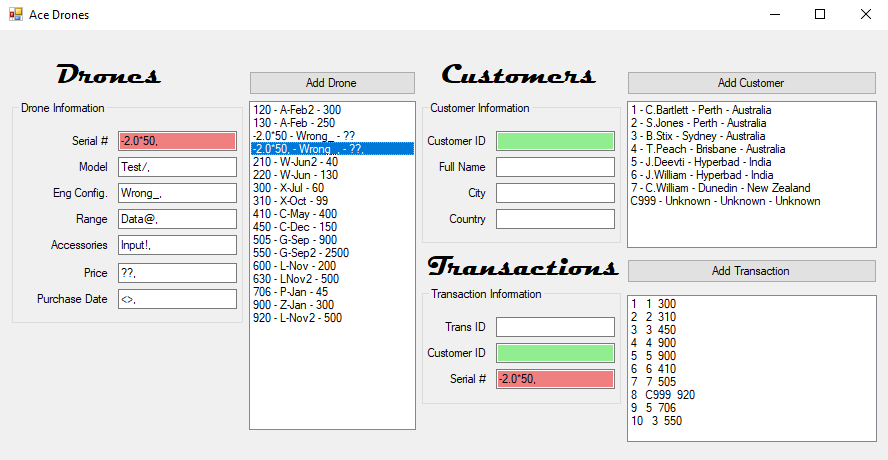 Ace Drones
Drones
Add Drone
Drone Information
Serial # -2.0*50,
Model Test/,
Eng Config. Wrong_,
Range Data@,
Accessories Input!,
Price ??,
Purchase Date <>,
120 - A-Feb2 - 300
130 - A-Feb - 250
-2.0*50 - Wrong_ - ??
-2.0*50, - Wrong_, - ??,
210 - W-Jun2 - 40
220 - W-Jun - 130
300 - X-Jul - 60
310 - X-Oct - 99
410 - C-May - 400
450 - C-Dec - 150
505 - G-Sep - 900
550 - G-Sep2 - 2500
600 - L-Nov - 200
630 - LNov2 - 500
706 - P-Jan - 45
900 - Z-Jan - 300
920 - L-Nov2 - 500
Customers
Add Customer
Customer Information
Customer ID
Full Name
City
Country
1 - C.Bartlett - Perth - Australia
2 - S.Jones - Perth - Australia
3 - B.Stix - Sydney - Australia
4 - T.Peach - Brisbane - Australia
5 - J.Deevti - Hyperbad - India
6 - J.William - Hyperbad - India
7 - C.William - Dunedin - New Zealand
C999 - Unknown - Unknown - Unknown
Transactions
Add Transaction
Transaction Information
Trans ID
Customer ID
Serial # -2.0*50,
1 1 300
2 2 310
3 3 450
4 4 900
5 5 900
6 6 410
7 7 505
8 C999 920
9 5 706
10 3 550